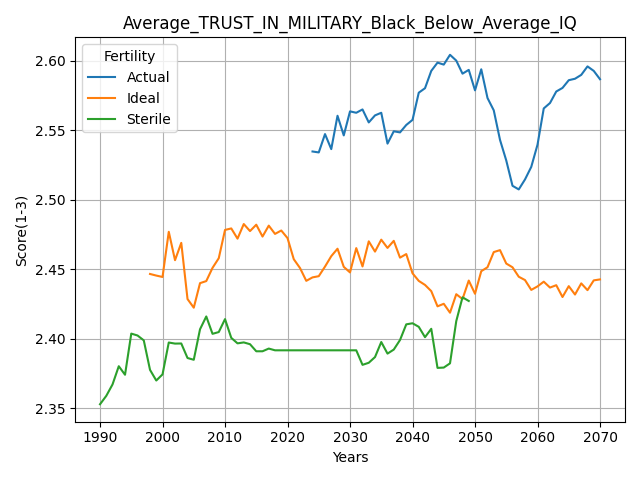 Average_TRUST_IN_MILITARY_Black_Below_Average_IQ
Fertility
Actual
Ideal
Sterile
Score(1-3)
2.60
2.55
2.50
2.45
2.40
2.35
1990 2000 2010 2020 2030 2040 2050 2060 2070
Years